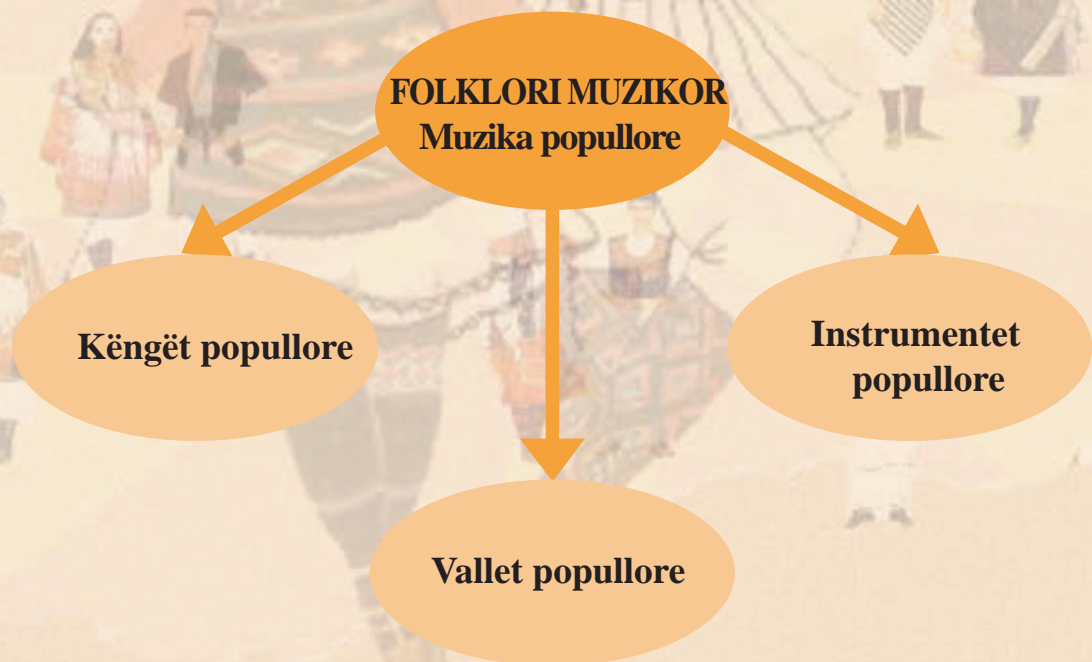 FOLKLORI MUZIKOR
Muzika popullore
Këngët popullore
Instrumentet
popullore
Vallet popullore